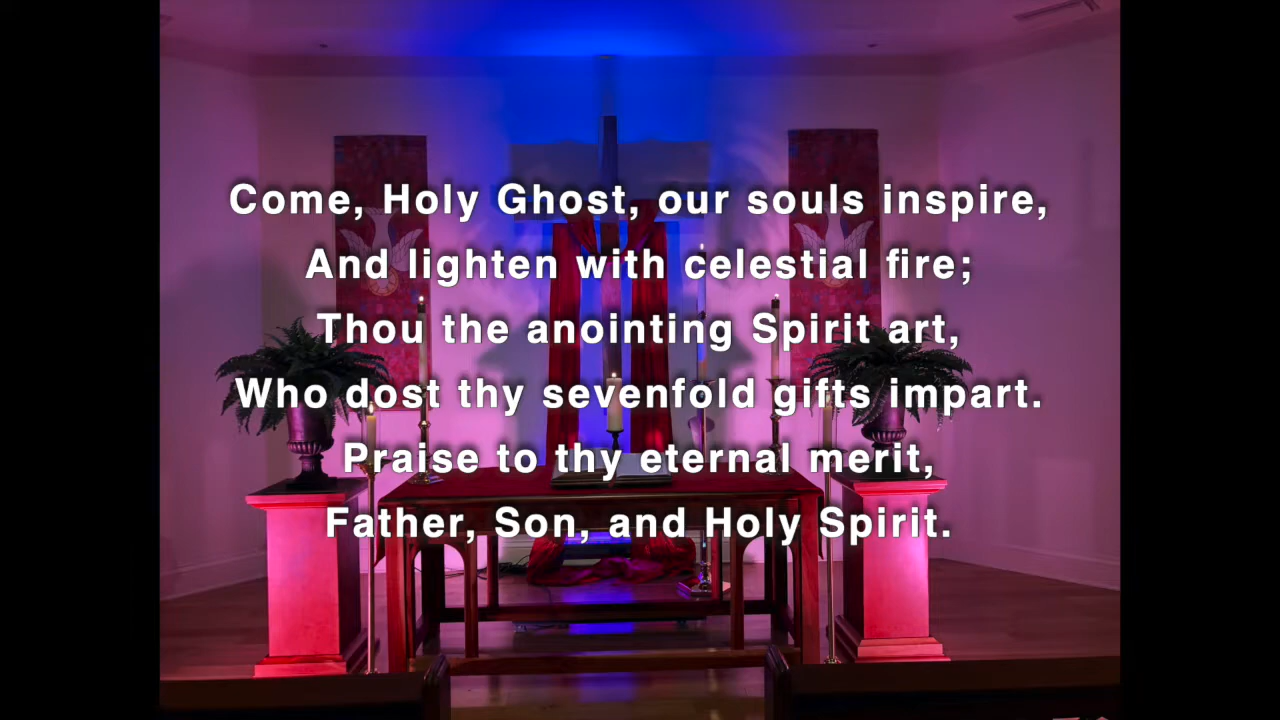 Come, Holy Ghost, our souls inspire,
And lighten with celestial fire;
Thou the anointing Spirit art,
Who dost thy sevenfold gifts impart.
Praise to thy eternal merit,
Father, Son, and Holy Spirit.